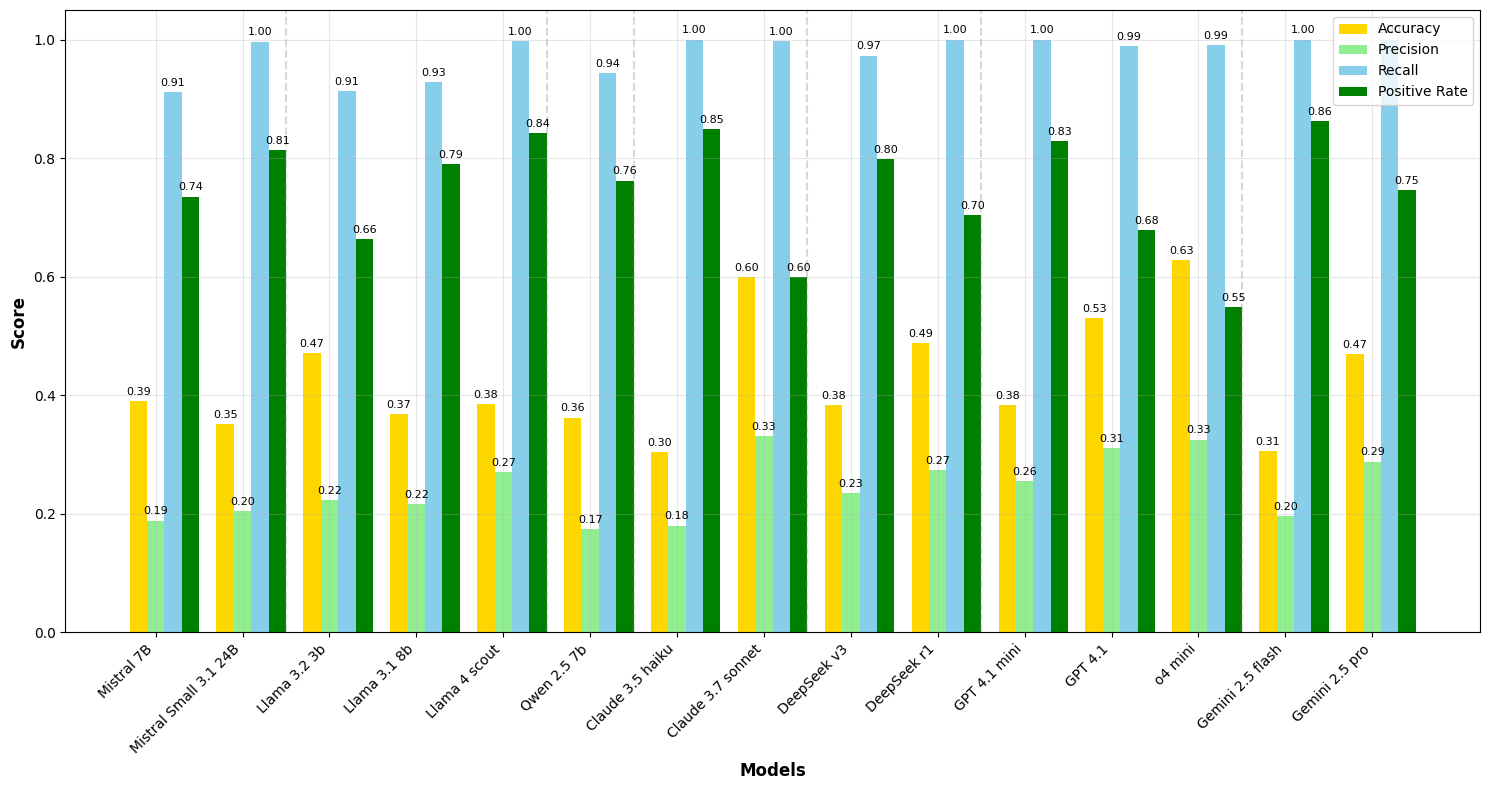 Accuracy
Precision
Recall
Positive Rate
Score
1.0
0.8
0.6
0.4
0.2
0.0
0.39 0.19 0.91 0.74
0.35 0.20 1.00 0.81
0.47 0.22 0.91 0.66
0.37 0.22 0.93 0.79
0.38 0.27 1.00 0.84
0.36 0.17 0.94 0.76
0.30 0.18 1.00 0.85
0.60 0.33 1.00 0.60
0.38 0.23 0.97 0.80
0.49 0.27 1.00 0.70
0.38 0.26 1.00 0.83
0.53 0.31 0.99 0.68
0.63 0.33 0.99 0.55
0.31 0.20 1.00 0.86
0.47 0.29 0.75
Mistral 7B
Mistral Small 3.1 24B
Llama 3.2 3b
Llama 3.1 8b
Llama 4 scout
Qwen 2.5 7b
Claude 3.5 haiku
Claude 3.7 sonnet
DeepSeek v3
DeepSeek r1
GPT 4.1 mini
GPT 4.1
o4 mini
Gemini 2.5 flash
Gemini 2.5 pro
Models